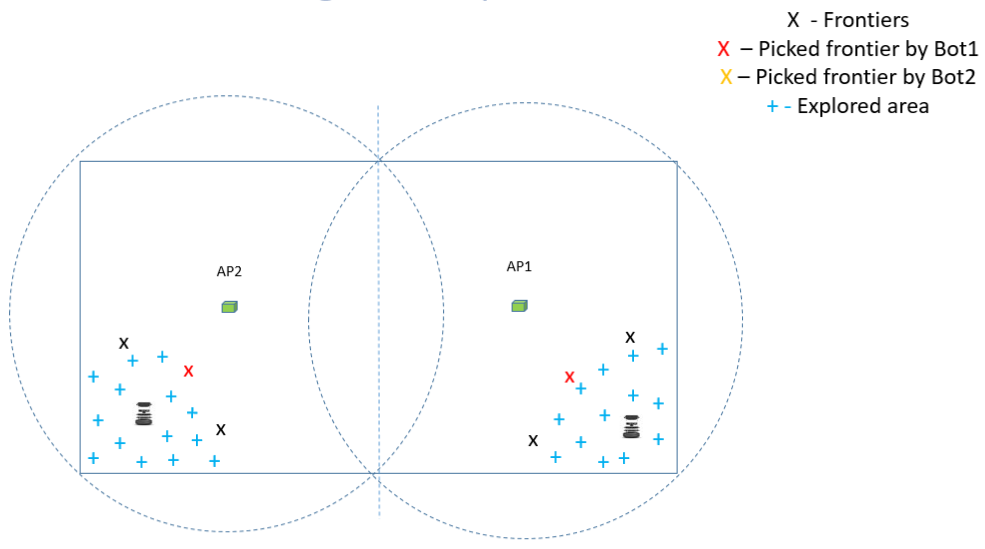 X - Frontiers
X – Picked frontier by Bot1
X – Picked frontier by Bot2
+ - Explored area
AP2
AP1
X
X
X
X
X
X